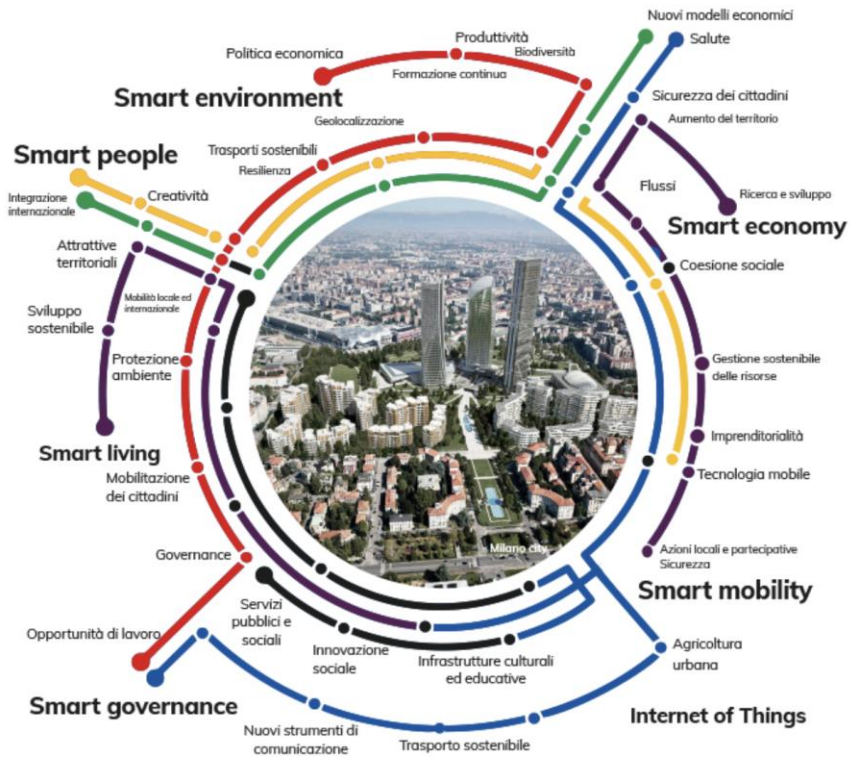 Nuovi modelli economici
Salute
Produttività
Politica economica
Biodiversità
Formazione continua
Smart environment
Sicurezza dei cittadini
Aumento del territorio
Geolocalizzazione
Trasporti sostenibili
Resilienza
Smart people
Creatività
Integrazione
internazionale
Flussi
Ricerca e sviluppo
Smart economy
Attrattive
territoriali
Coesione sociale
Mobilità locale ed
internazionale
Sviluppo
sostenibile
Protezione
ambiente
Gestione sostenibile
delle risorse
Imprenditorialità
Smart living
Mobilitazione
dei cittadini
Tecnologia mobile
Governance
Milano city
Azioni locali e partecipative
Sicurezza
Smart mobility
Servizi
pubblici e
sociali
Opportunità di lavoro
Innovazione
sociale
Infrastrutture culturali
ed educative
Agricoltura
urbana
Smart governance
Internet of Things
Nuovi strumenti di
comunicazione
Trasporto sostenibile